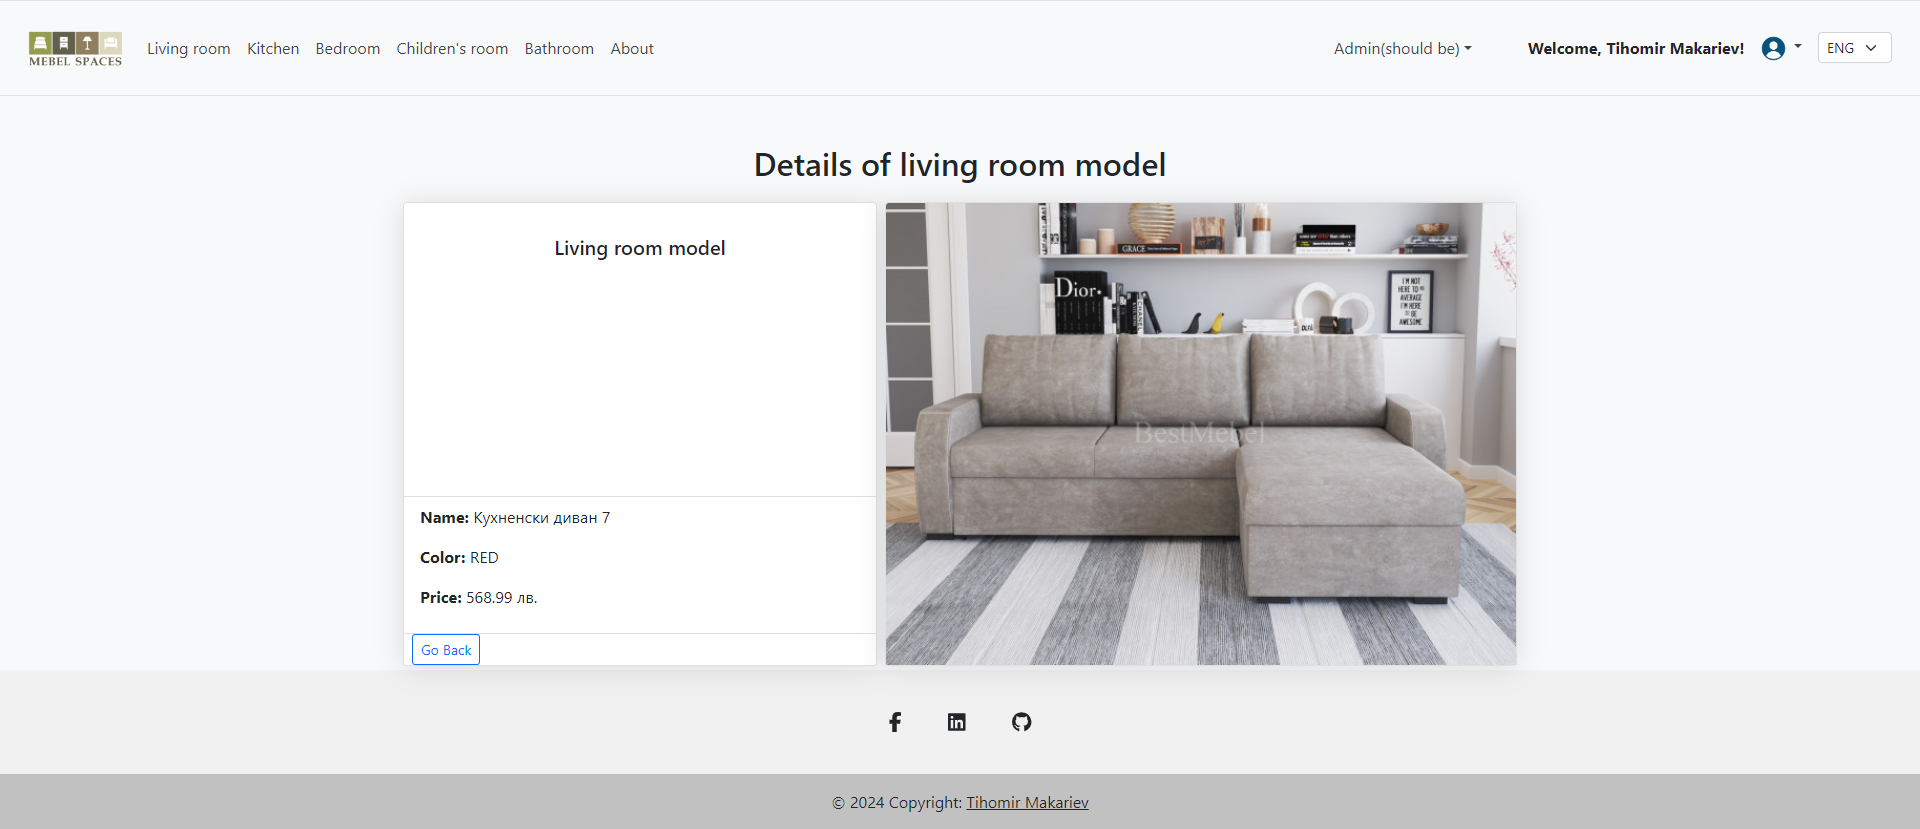 MEBEL SPACES
Living room Kitchen Bedroom Children's room Bathroom About
Admin(should be)
Welcome, Tihomir Makariev!
ENG
Details of living room model
Living room model
Name: Кухненски диван 7
Color: RED
Price: 568.99 лв.
Go Back
GRACE
Dior
CHANEL
I'M NOT
HERE TO BE
AVERAGE
I'M HERE
TO BE
AWESOME
BestMebel
© 2024 Copyright: Tihomir Makariev